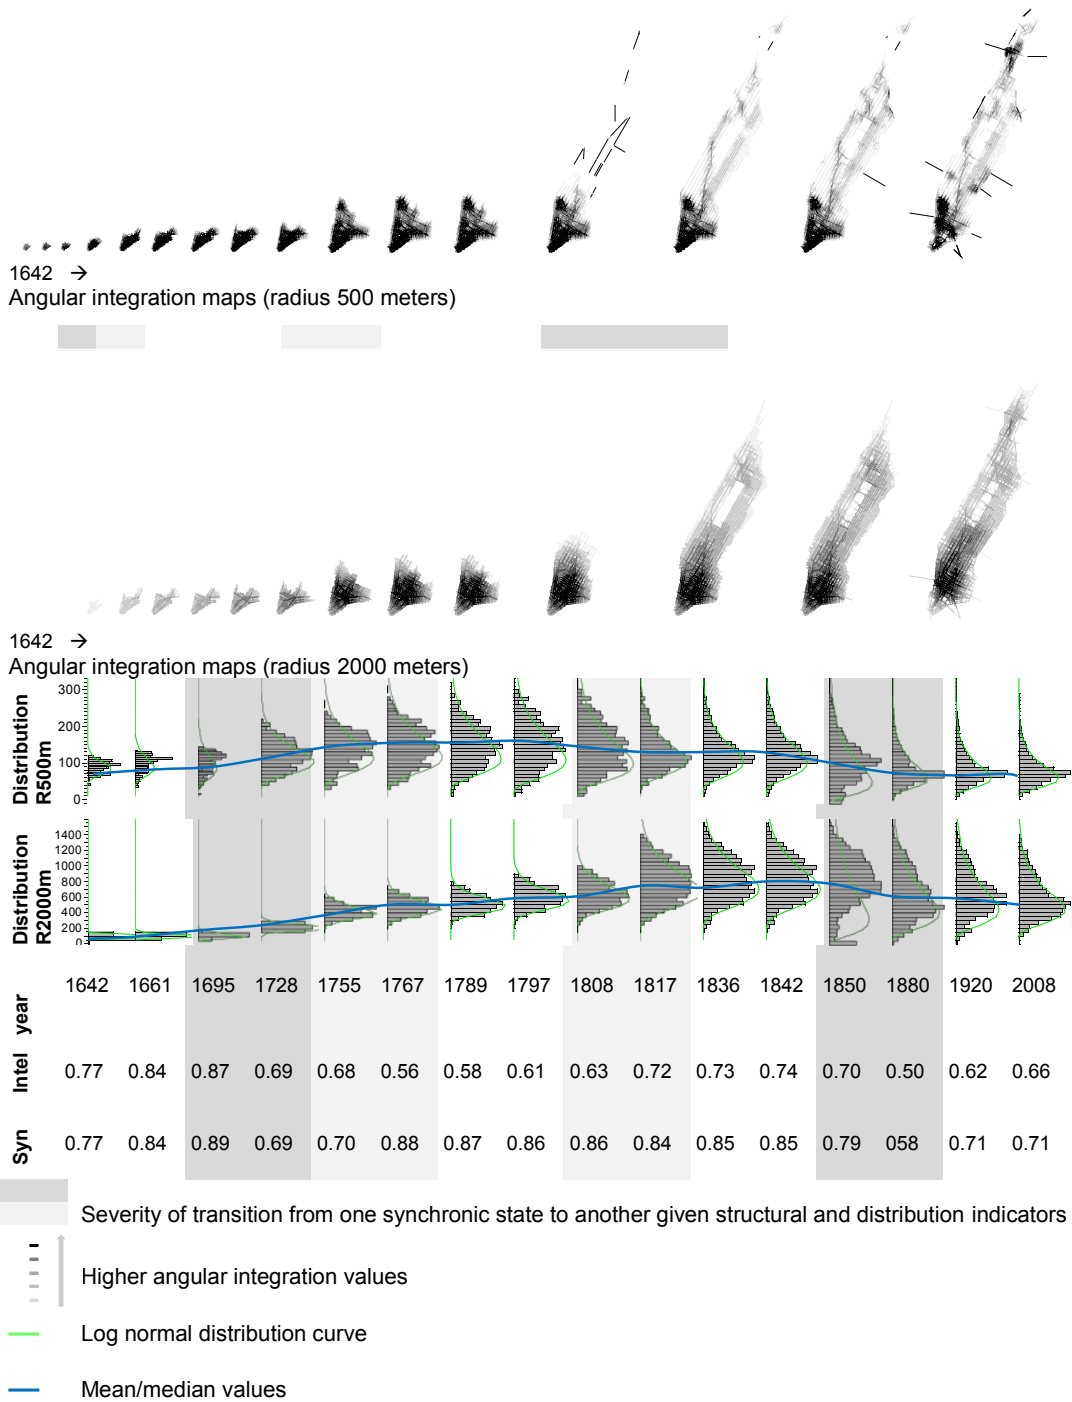 1642 →
Angular integration maps (radius 500 meters)
1642 →
Angular integration maps (radius 2000 meters)
Distribution R500m
300
200
100
0
Distribution R2000m
1400
1200
1000
800
600
400
200
0
year 1642 1661 1695 1728 1755 1767 1789 1797 1808 1817 1836 1842 1850 1880 1920 2008
Intel 0.77 0.84 0.87 0.69 0.68 0.56 0.58 0.61 0.63 0.72 0.73 0.74 0.70 0.50 0.62 0.66
Syn 0.77 0.84 0.89 0.69 0.70 0.88 0.87 0.86 0.86 0.84 0.85 0.85 0.79 058 0.71 0.71
Severity of transition from one synchronic state to another given structural and distribution indicators
Higher angular integration values
Log normal distribution curve
Mean/median values